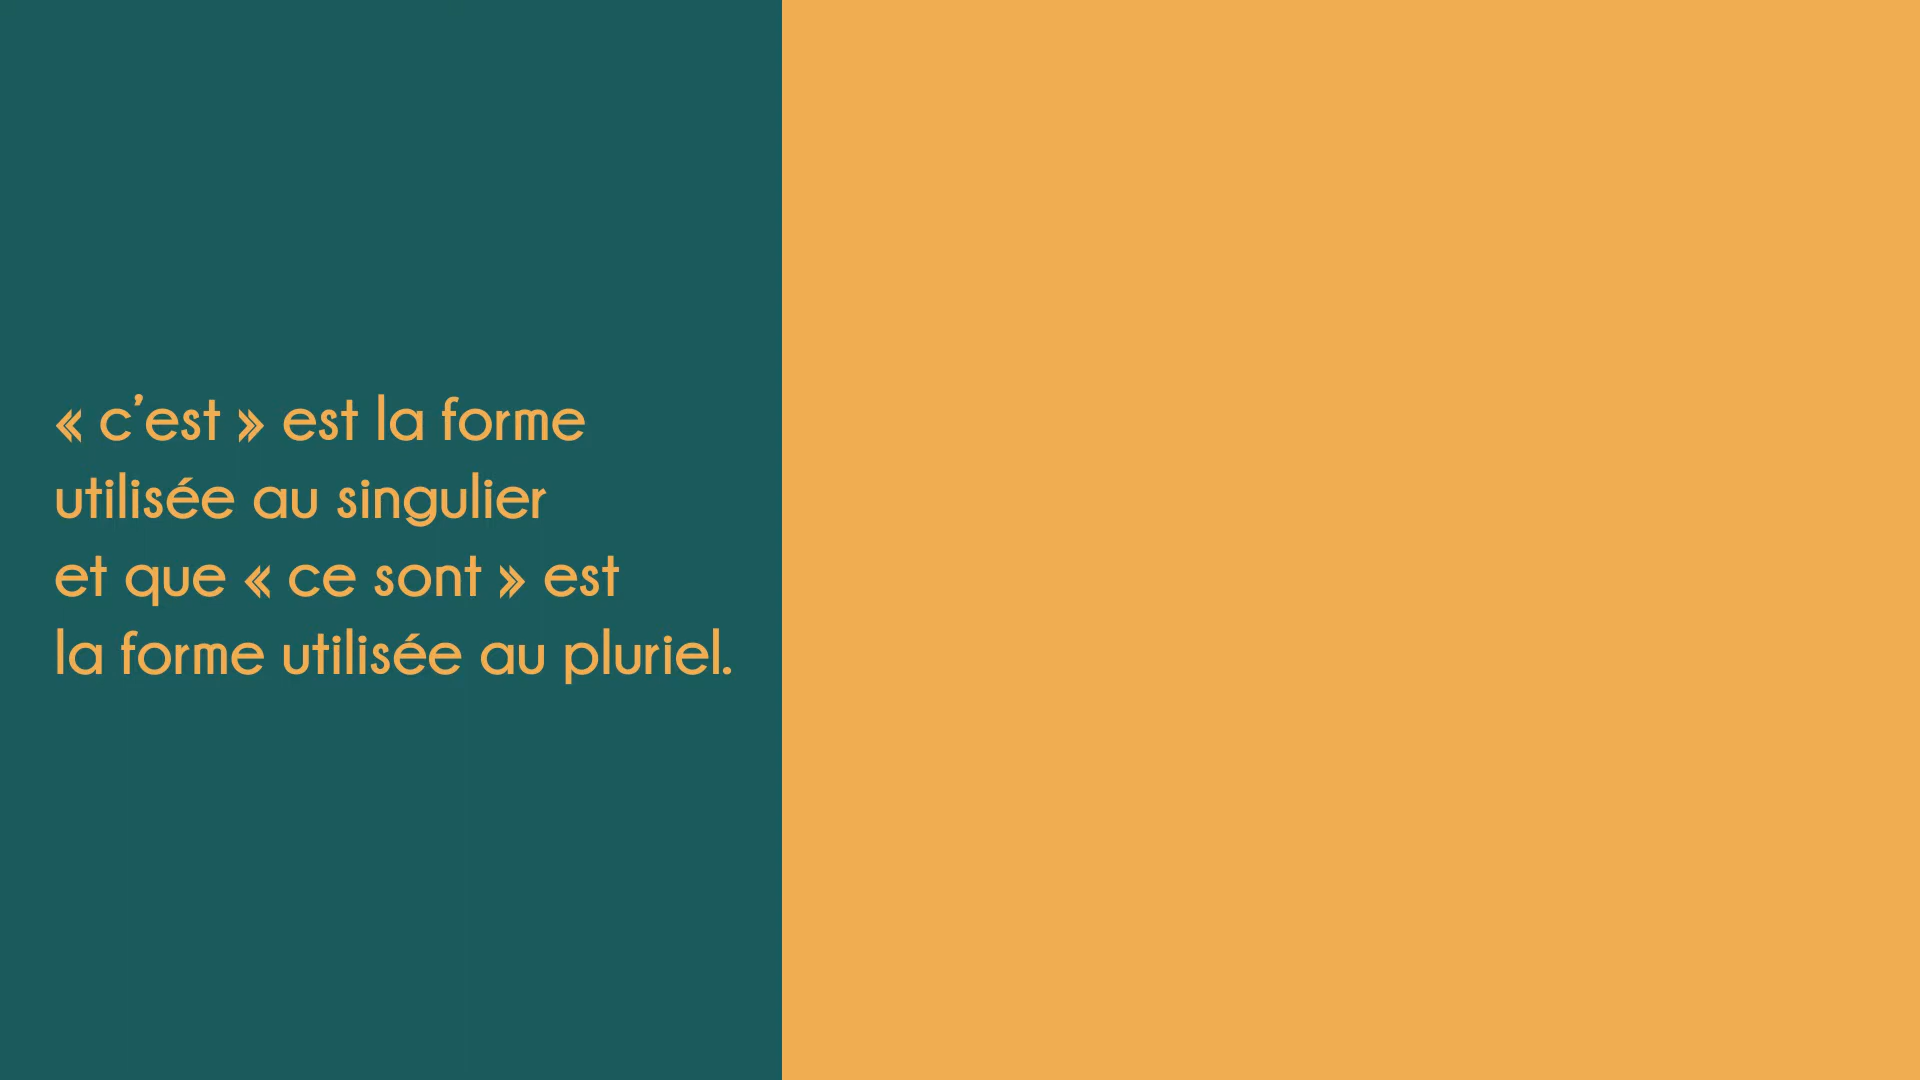 « c’est » est la forme
utilisée au singulier
et que « ce sont » est
la forme utilisée au pluriel.